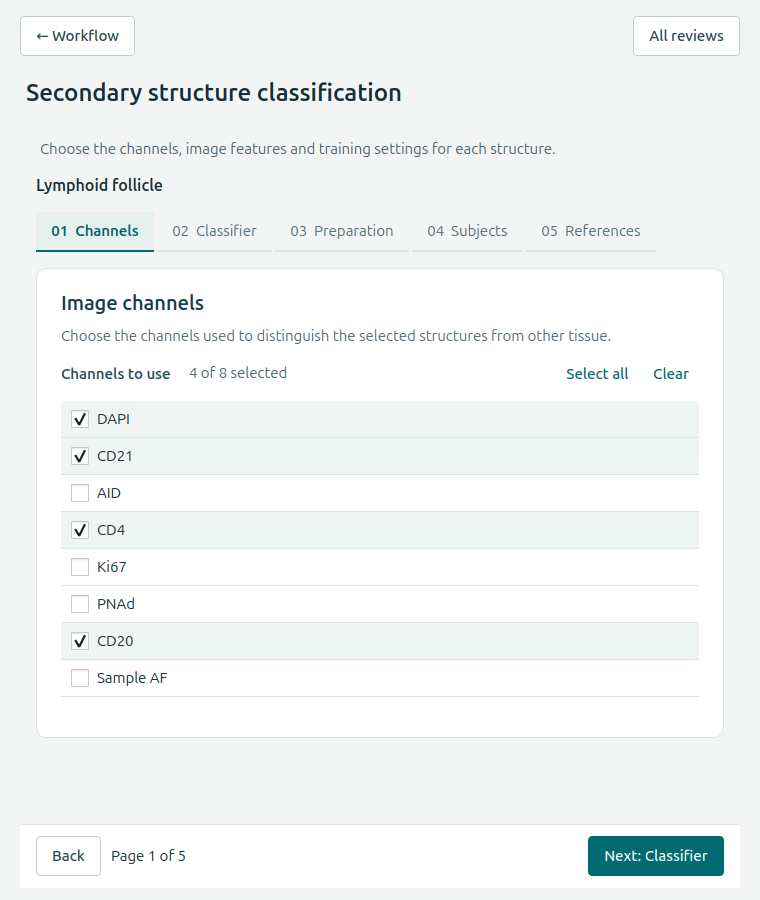 ← Workflow
All reviews
Secondary structure classification
Choose the channels, image features and training settings for each structure.
Lymphoid follicle
01 Channels 02 Classifier 03 Preparation 04 Subjects 05 References
Image channels
Choose the channels used to distinguish the selected structures from other tissue.
Channels to use 4 of 8 selected Select all Clear
DAPI
CD21
AID
CD4
Ki67
PNAd
CD20
Sample AF
Back Page 1 of 5 Next: Classifier